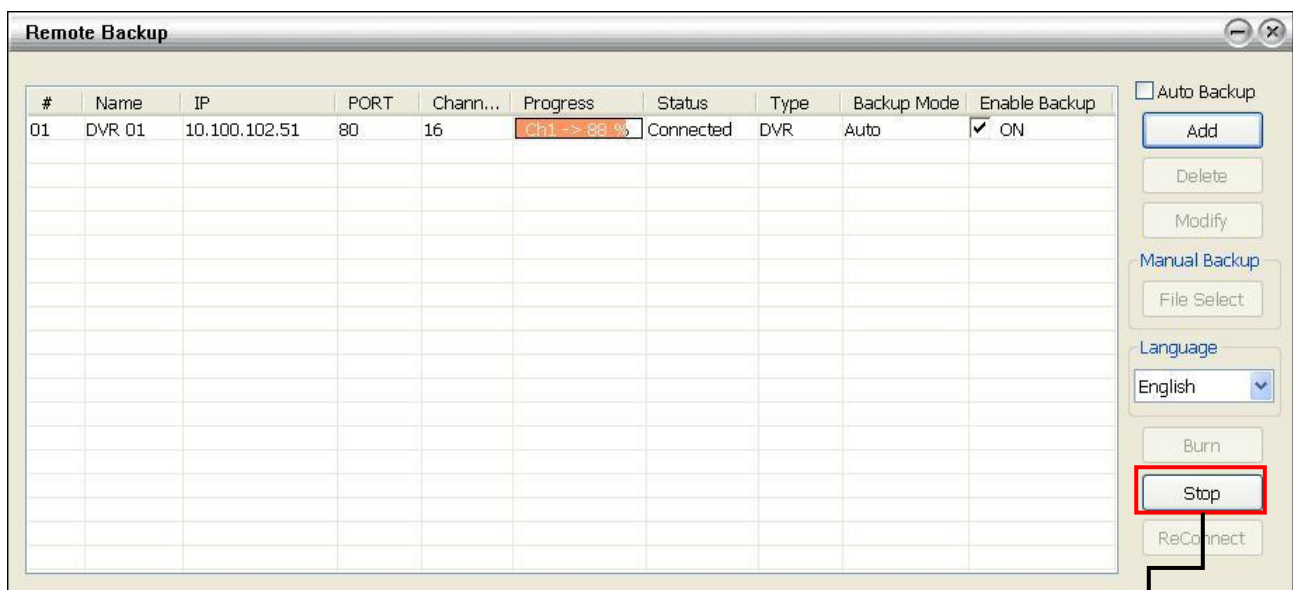 Remote Backup
# Name IP PORT Chann... Progress Status Type Backup Mode Enable Backup
01 DVR 01 10.100.102.51 80 16 Ch1 -> 88 % Connected DVR Auto ON
Auto Backup
Add
Delete
Modify
Manual Backup
File Select
Language
English
Burn
Stop
ReConnect